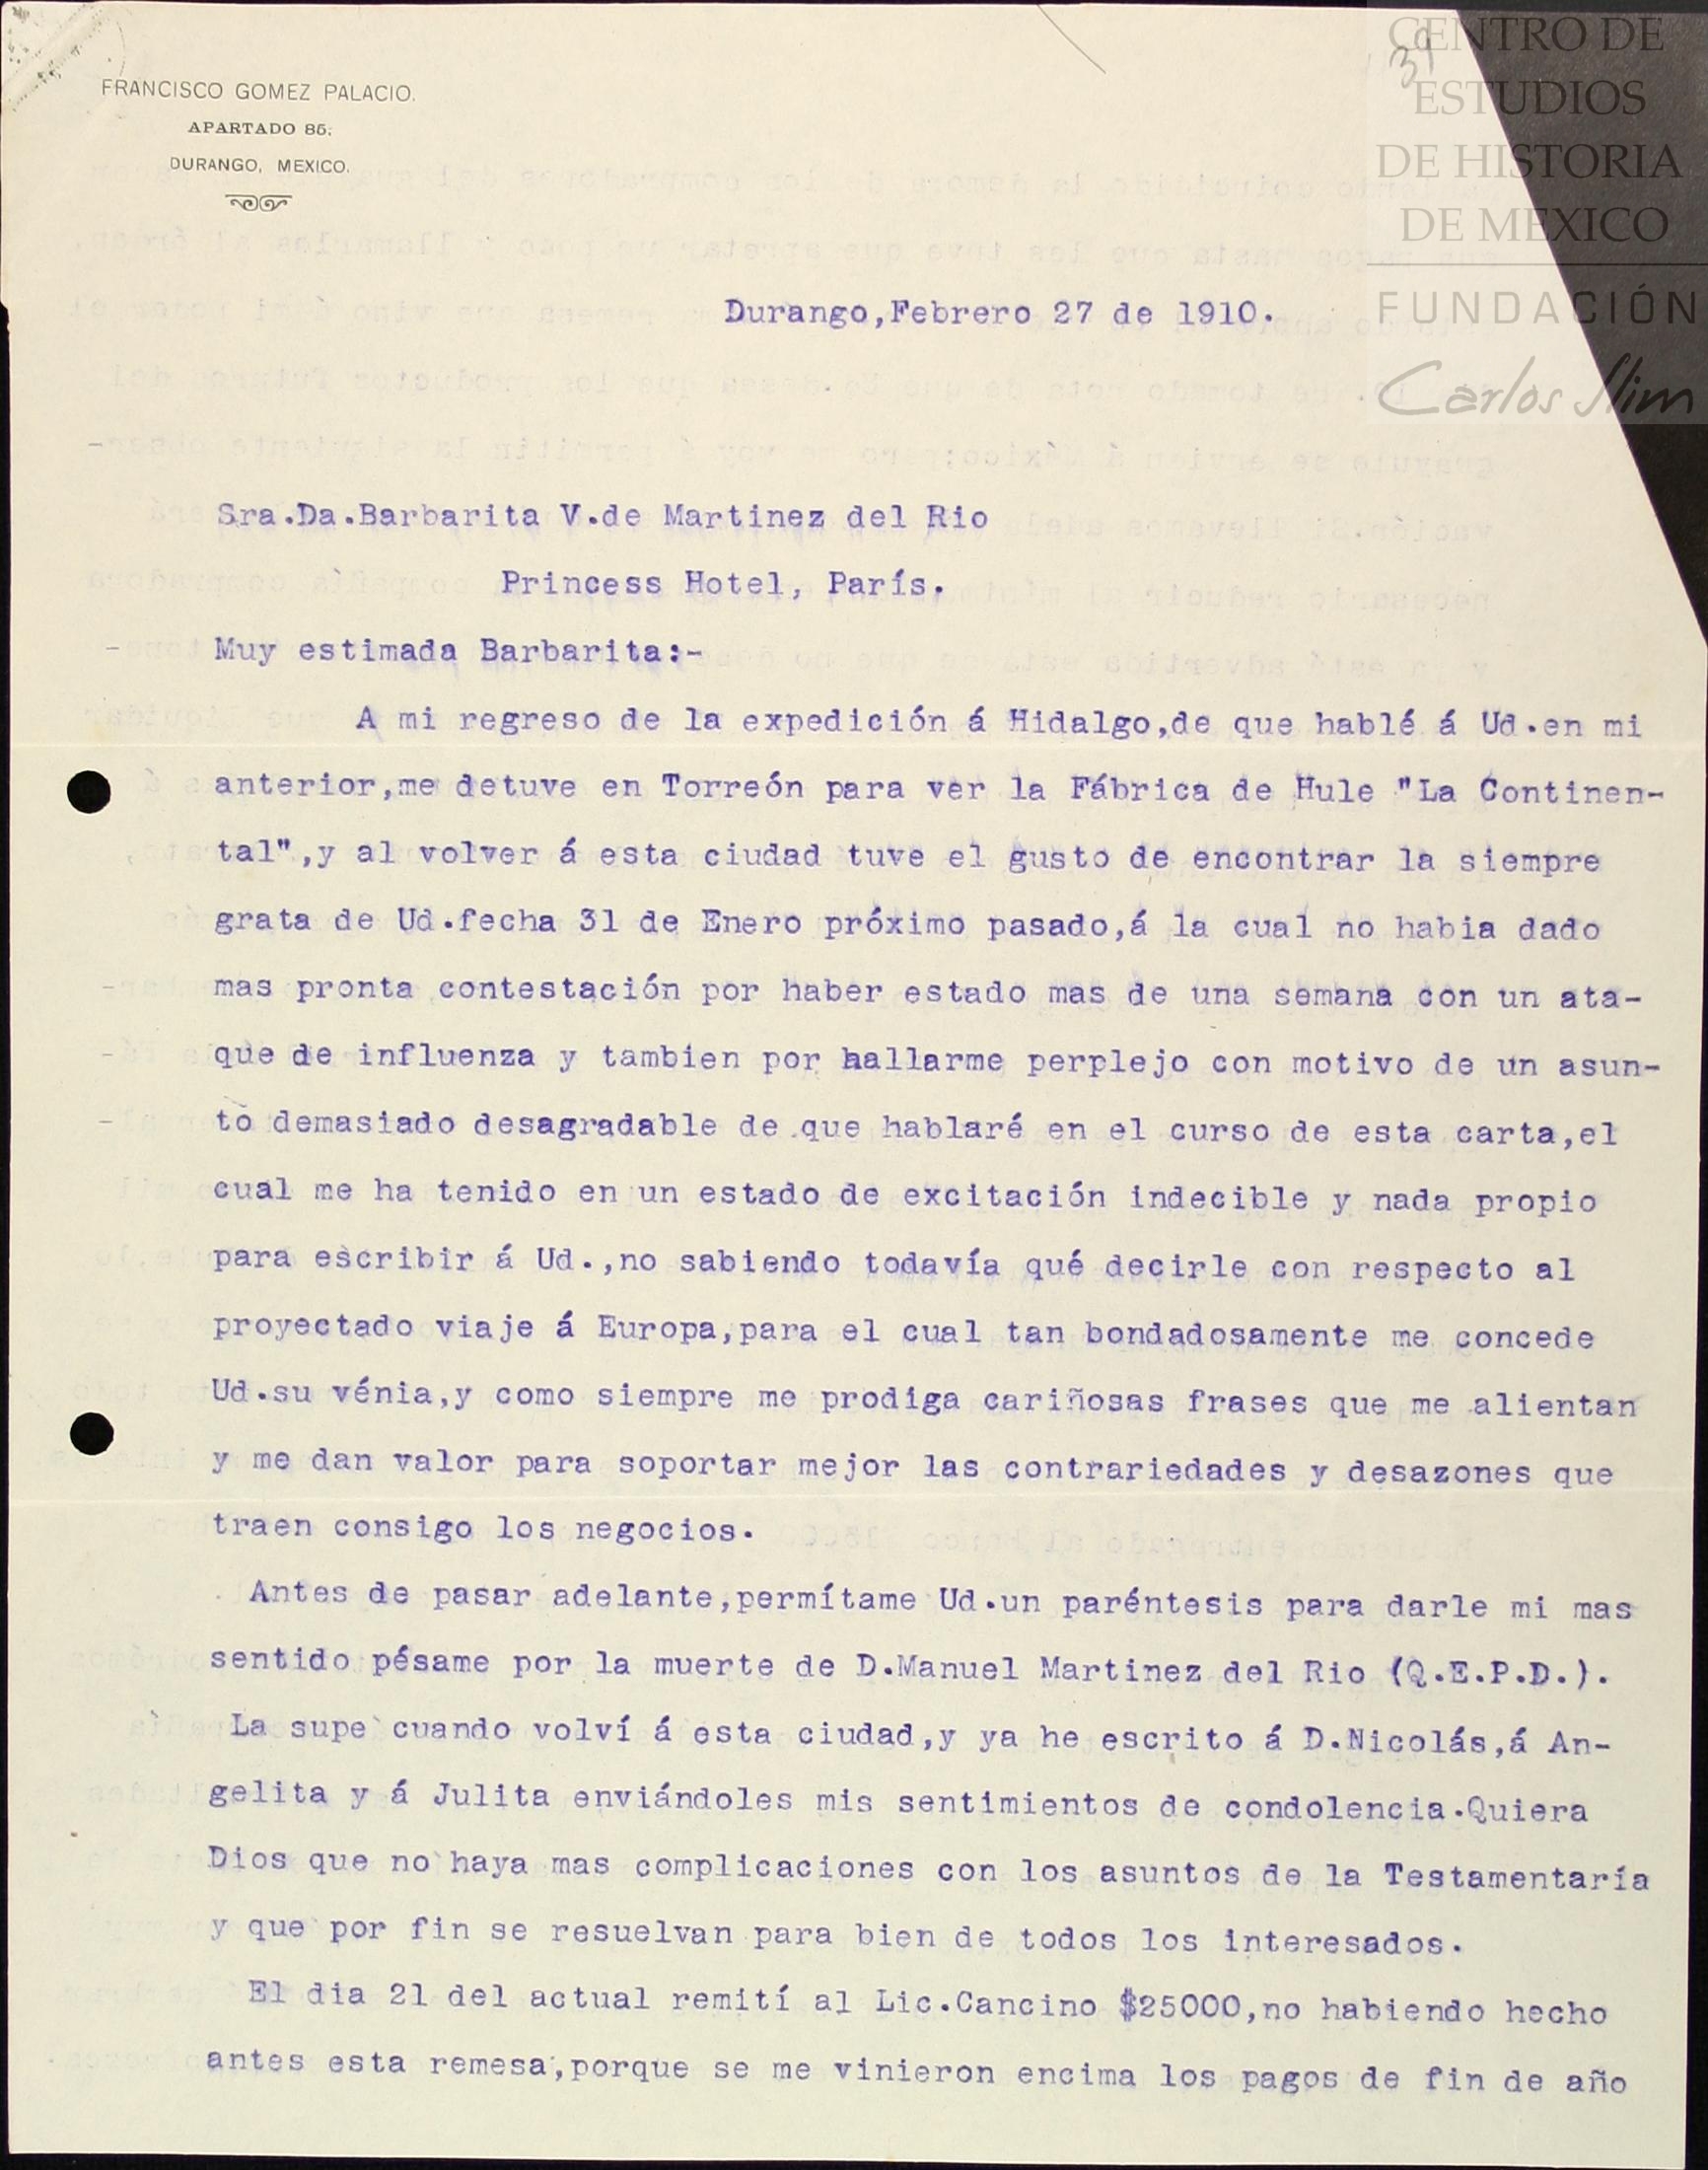 39
CENTRO DE
ESTUDIOS
DE HISTORIA
DE MEXICO
FUNDACIÓN
Carlos Slim
FRANCISCO GOMEZ PALACIO.
APARTADO 85.
DURANGO, MEXICO.
Durango,Febrero 27 de 1910.
Sra.Da.Barbarita V.de Martinez del Rio
Princess Hotel, París.
Muy estimada Barbarita:-
A mi regreso de la expedición á Hidalgo,de que hablé á Ud.en mi
anterior,me detuve en Torreón para ver la Fábrica de Hule "La Continen-
tal",y al volver á esta ciudad tuve el gusto de encontrar la siempre
grata de Ud.fecha 31 de Enero próximo pasado,á la cual no habia dado
mas pronta contestación por haber estado mas de una semana con un ata-
que de influenza y tambien por hallarme perplejo con motivo de un asun-
to demasiado desagradable de que hablaré en el curso de esta carta,el
cual me ha tenido en un estado de excitación indecible y nada propio
para escribir á Ud.,no sabiendo todavía qué decirle con respecto al
proyectado viaje á Europa,para el cual tan bondadosamente me concede
Ud.su vénia,y como siempre me prodiga cariñosas frases que me alientan
y me dan valor para soportar mejor las contrariedades y desazones que
traen consigo los negocios.
Antes de pasar adelante,permítame Ud.un paréntesis para darle mi mas
sentido pésame por la muerte de D.Manuel Martinez del Rio (Q.E.P.D.).
La supe cuando volví á esta ciudad,y ya he escrito á D.Nicolás,á An-
gelita y á Julita enviándoles mis sentimientos de condolencia.Quiera
Dios que no haya mas complicaciones con los asuntos de la Testamentaría
y que por fin se resuelvan para bien de todos los interesados.
El dia 21 del actual remití al Lic.Cancino $25000,no habiendo hecho
antes esta remesa,porque se me vinieron encima los pagos de fin de año